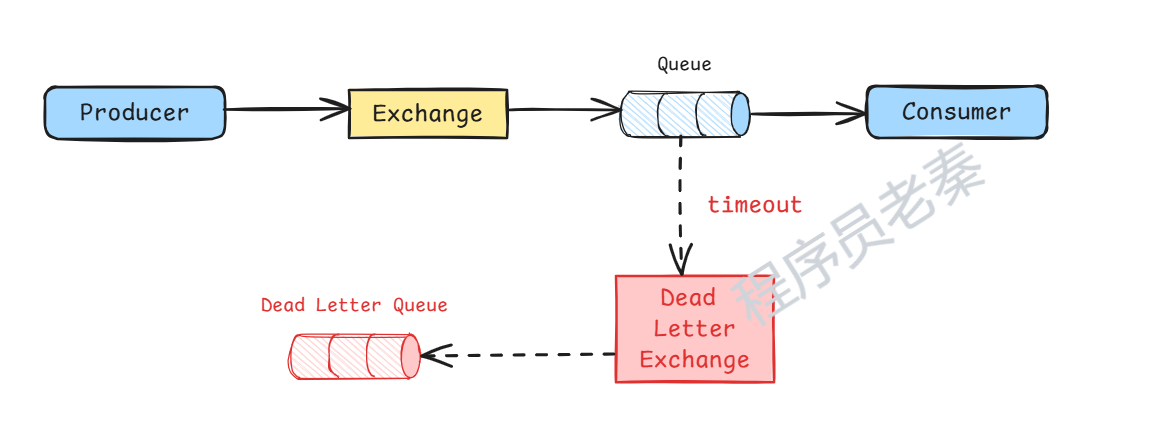 Queue
Producer
Exchange
Consumer
timeout
程序员老秦
Dead
Letter
Exchange
Dead Letter Queue